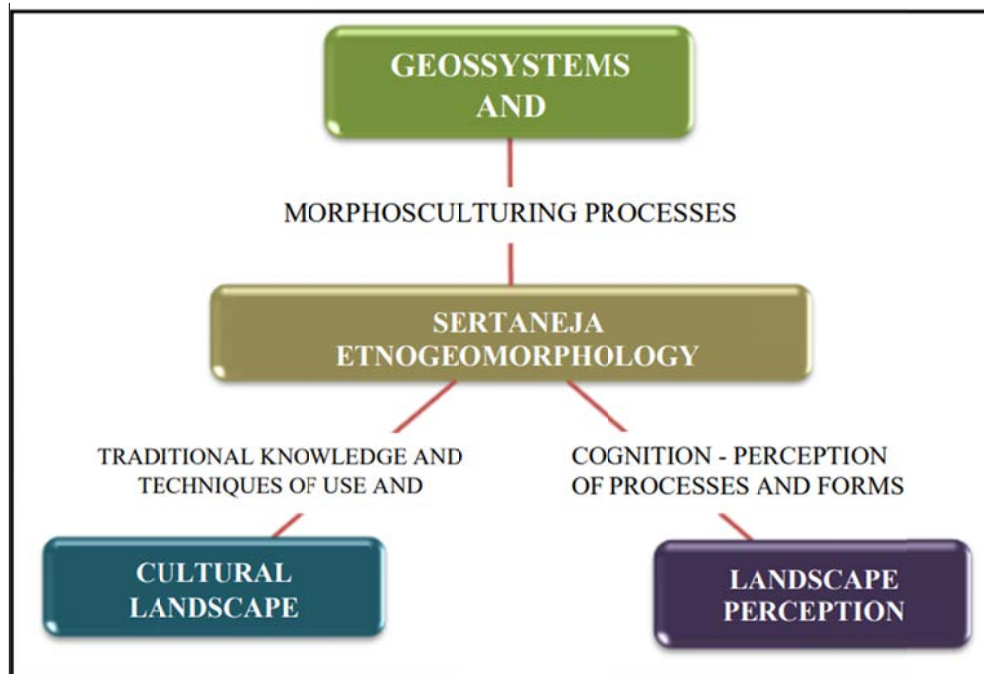 GEOSSYSTEMS
AND
MORPHOSCULTURING PROCESSES
SERTANEJA
ETNOGEOMORPHOLOGY
TRADITIONAL KNOWLEDGE AND
TECHNIQUES OF USE AND
COGNITION - PERCEPTION
OF PROCESSES AND FORMS
CULTURAL
LANDSCAPE
LANDSCAPE
PERCEPTION